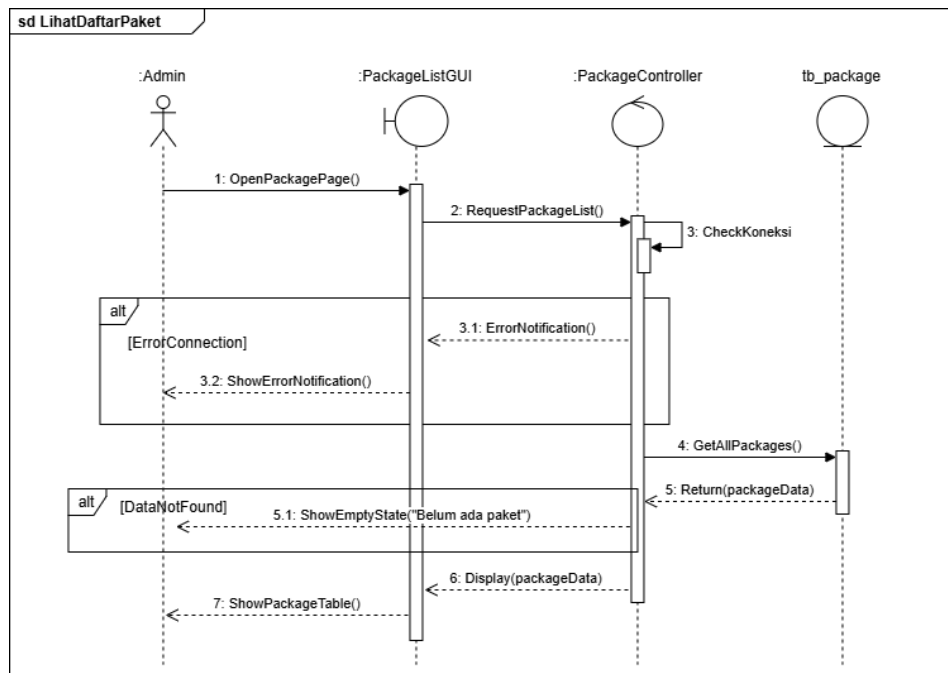 sd LihatDaftarPaket
:Admin
:PackageListGUI
:PackageController
tb_package
1: OpenPackagePage()
2: RequestPackageList()
3: CheckKoneksi
alt
[ErrorConnection]
3.1: ErrorNotification()
3.2: ShowErrorNotification()
4: GetAllPackages()
5: Return(packageData)
alt
[DataNotFound]
5.1: ShowEmptyState("Belum ada paket")
6: Display(packageData)
7: ShowPackageTable()